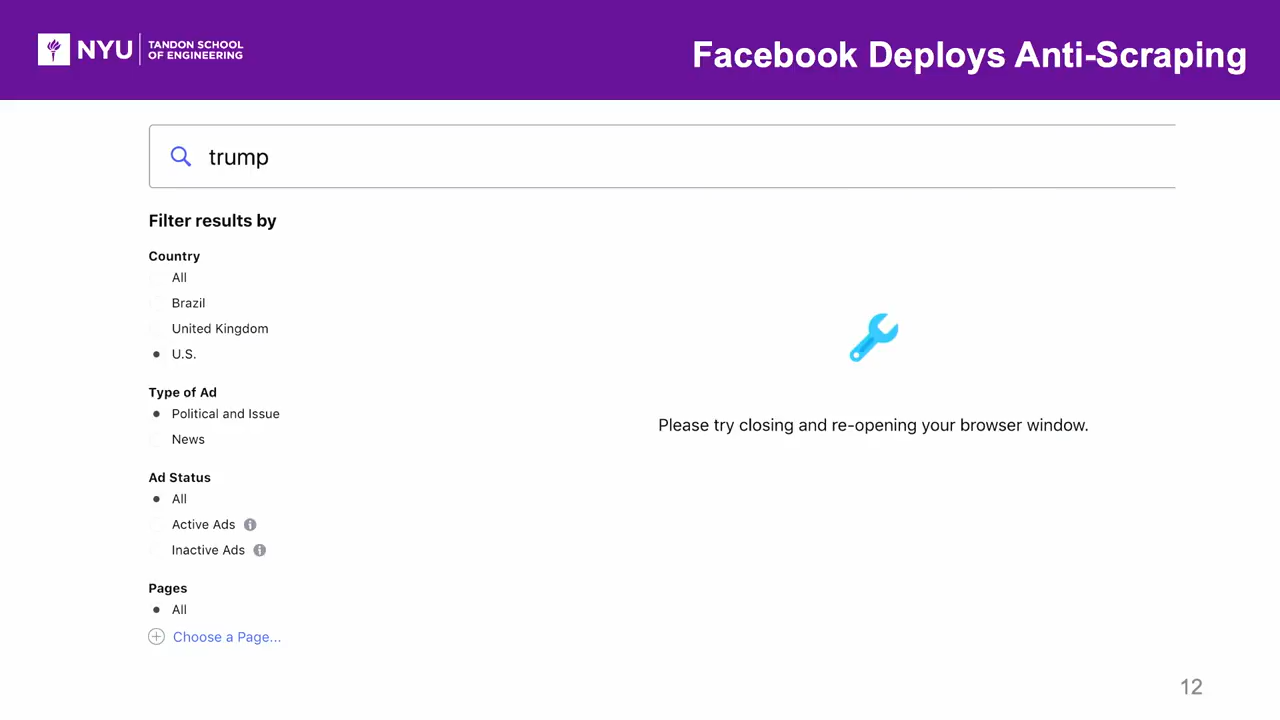 NYU
TANDON SCHOOL
OF ENGINEERING
Facebook Deploys Anti-Scraping
trump
Filter results by
Country
All
Brazil
United Kingdom
U.S.
Type of Ad
Political and Issue
News
Ad Status
All
Active Ads
Inactive Ads
Pages
All
Choose a Page...
Please try closing and re-opening your browser window.
12